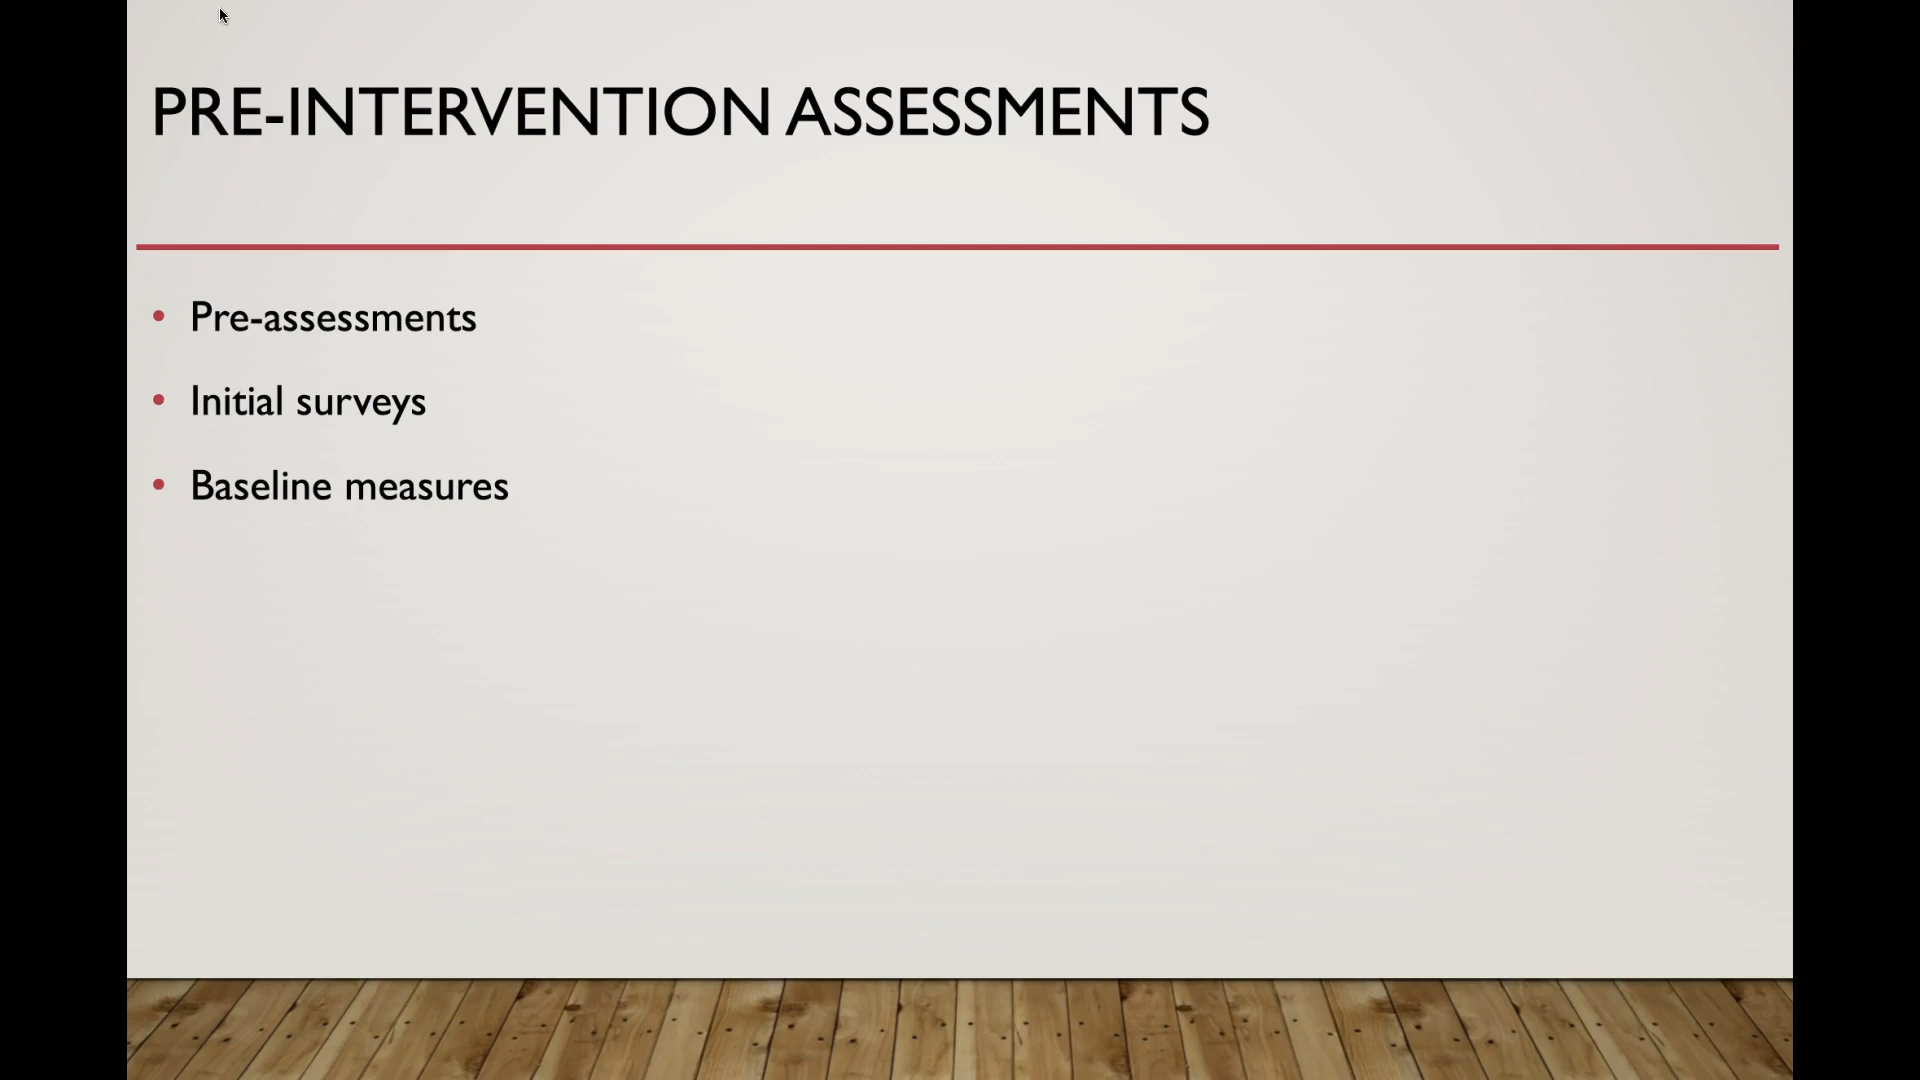 PRE-INTERVENTION ASSESSMENTS
• Pre-assessments
• Initial surveys
• Baseline measures